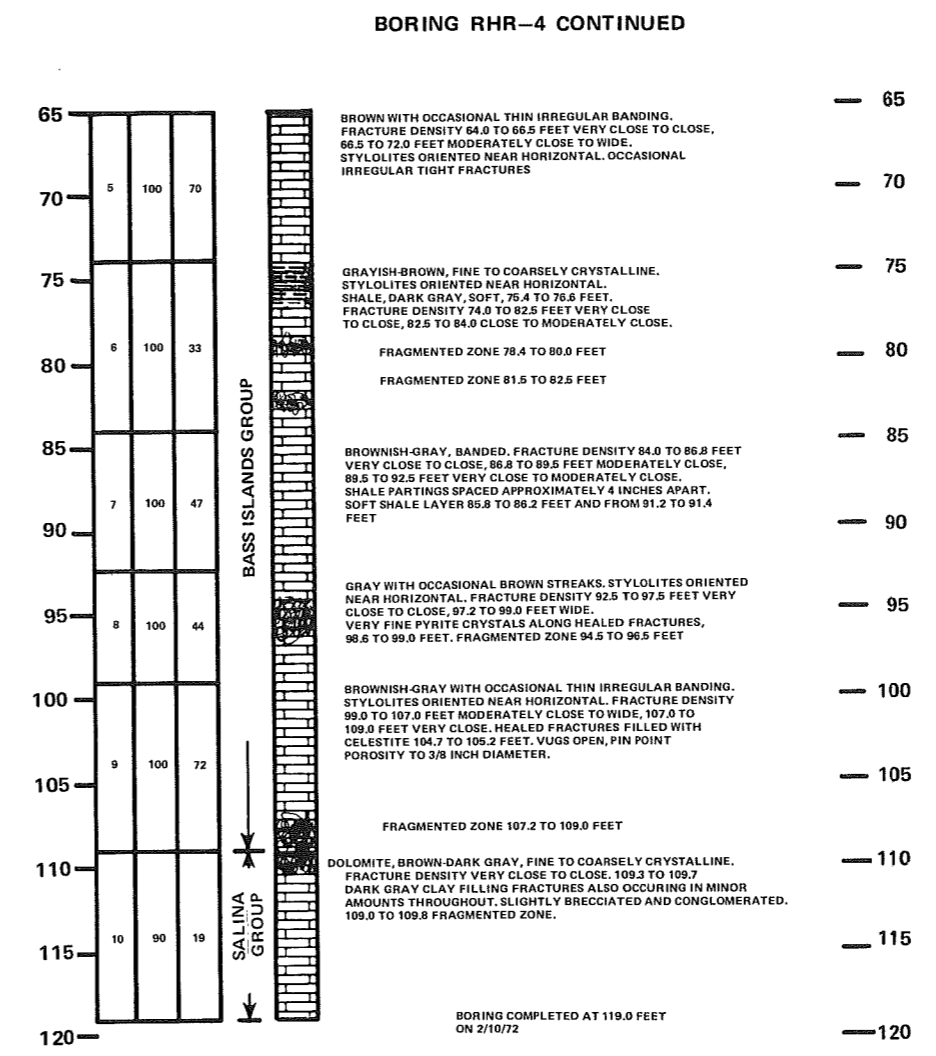 BORING RHR—4 CONTINUED
65
65
BROWN WITH OCCASIONAL THIN IRREGULAR BANDING.
FRACTURE DENSITY 64.0 TO 66.5 FEET VERY CLOSE TO CLOSE,
66.5 TO 72.0 FEET MODERATELY CLOSE TO WIDE.
STYLOLITES ORIENTED NEAR HORIZONTAL. OCCASIONAL
IRREGULAR TIGHT FRACTURES
5 100 70
70
70
75
75
GRAYISH-BROWN, FINE TO COARSELY CRYSTALLINE.
STYLOLITES ORIENTED NEAR HORIZONTAL.
SHALE, DARK GRAY, SOFT, 75.4 TO 76.6 FEET.
FRACTURE DENSITY 74.0 TO 82.5 FEET VERY CLOSE
TO CLOSE, 82.5 TO 84.0 CLOSE TO MODERATELY CLOSE.
6 100 33
FRAGMENTED ZONE 78.4 TO 80.0 FEET
80
80
FRAGMENTED ZONE 81.5 TO 82.5 FEET
BASS ISLANDS GROUP
85
85
BROWNISH-GRAY, BANDED. FRACTURE DENSITY 84.0 TO 86.8 FEET
VERY CLOSE TO CLOSE, 86.8 TO 89.5 FEET MODERATELY CLOSE,
89.5 TO 92.5 FEET VERY CLOSE TO MODERATELY CLOSE.
SHALE PARTINGS SPACED APPROXIMATELY 4 INCHES APART.
SOFT SHALE LAYER 85.8 TO 86.2 FEET AND FROM 91.2 TO 91.4
FEET
7 100 47
90
90
GRAY WITH OCCASIONAL BROWN STREAKS. STYLOLITES ORIENTED
NEAR HORIZONTAL. FRACTURE DENSITY 92.5 TO 97.5 FEET VERY
CLOSE TO CLOSE, 97.2 TO 99.0 FEET WIDE.
VERY FINE PYRITE CRYSTALS ALONG HEALED FRACTURES,
98.6 TO 99.0 FEET. FRAGMENTED ZONE 94.5 TO 96.5 FEET
95
95
8 100 44
100
100
BROWNISH-GRAY WITH OCCASIONAL THIN IRREGULAR BANDING.
STYLOLITES ORIENTED NEAR HORIZONTAL. FRACTURE DENSITY
99.0 TO 107.0 FEET MODERATELY CLOSE TO WIDE, 107.0 TO
109.0 FEET VERY CLOSE. HEALED FRACTURES FILLED WITH
CELESTITE 104.7 TO 105.2 FEET. VUGS OPEN, PIN POINT
POROSITY TO 3/8 INCH DIAMETER.
9 100 72
105
105
FRAGMENTED ZONE 107.2 TO 109.0 FEET
110
110
DOLOMITE, BROWN-DARK GRAY, FINE TO COARSELY CRYSTALLINE.
FRACTURE DENSITY VERY CLOSE TO CLOSE. 109.3 TO 109.7
DARK GRAY CLAY FILLING FRACTURES ALSO OCCURING IN MINOR
AMOUNTS THROUGHOUT. SLIGHTLY BRECCIATED AND CONGLOMERATED.
109.0 TO 109.8 FRAGMENTED ZONE.
SALINA
GROUP
10 90 19
115
115
BORING COMPLETED AT 119.0 FEET
ON 2/10/72
120
120